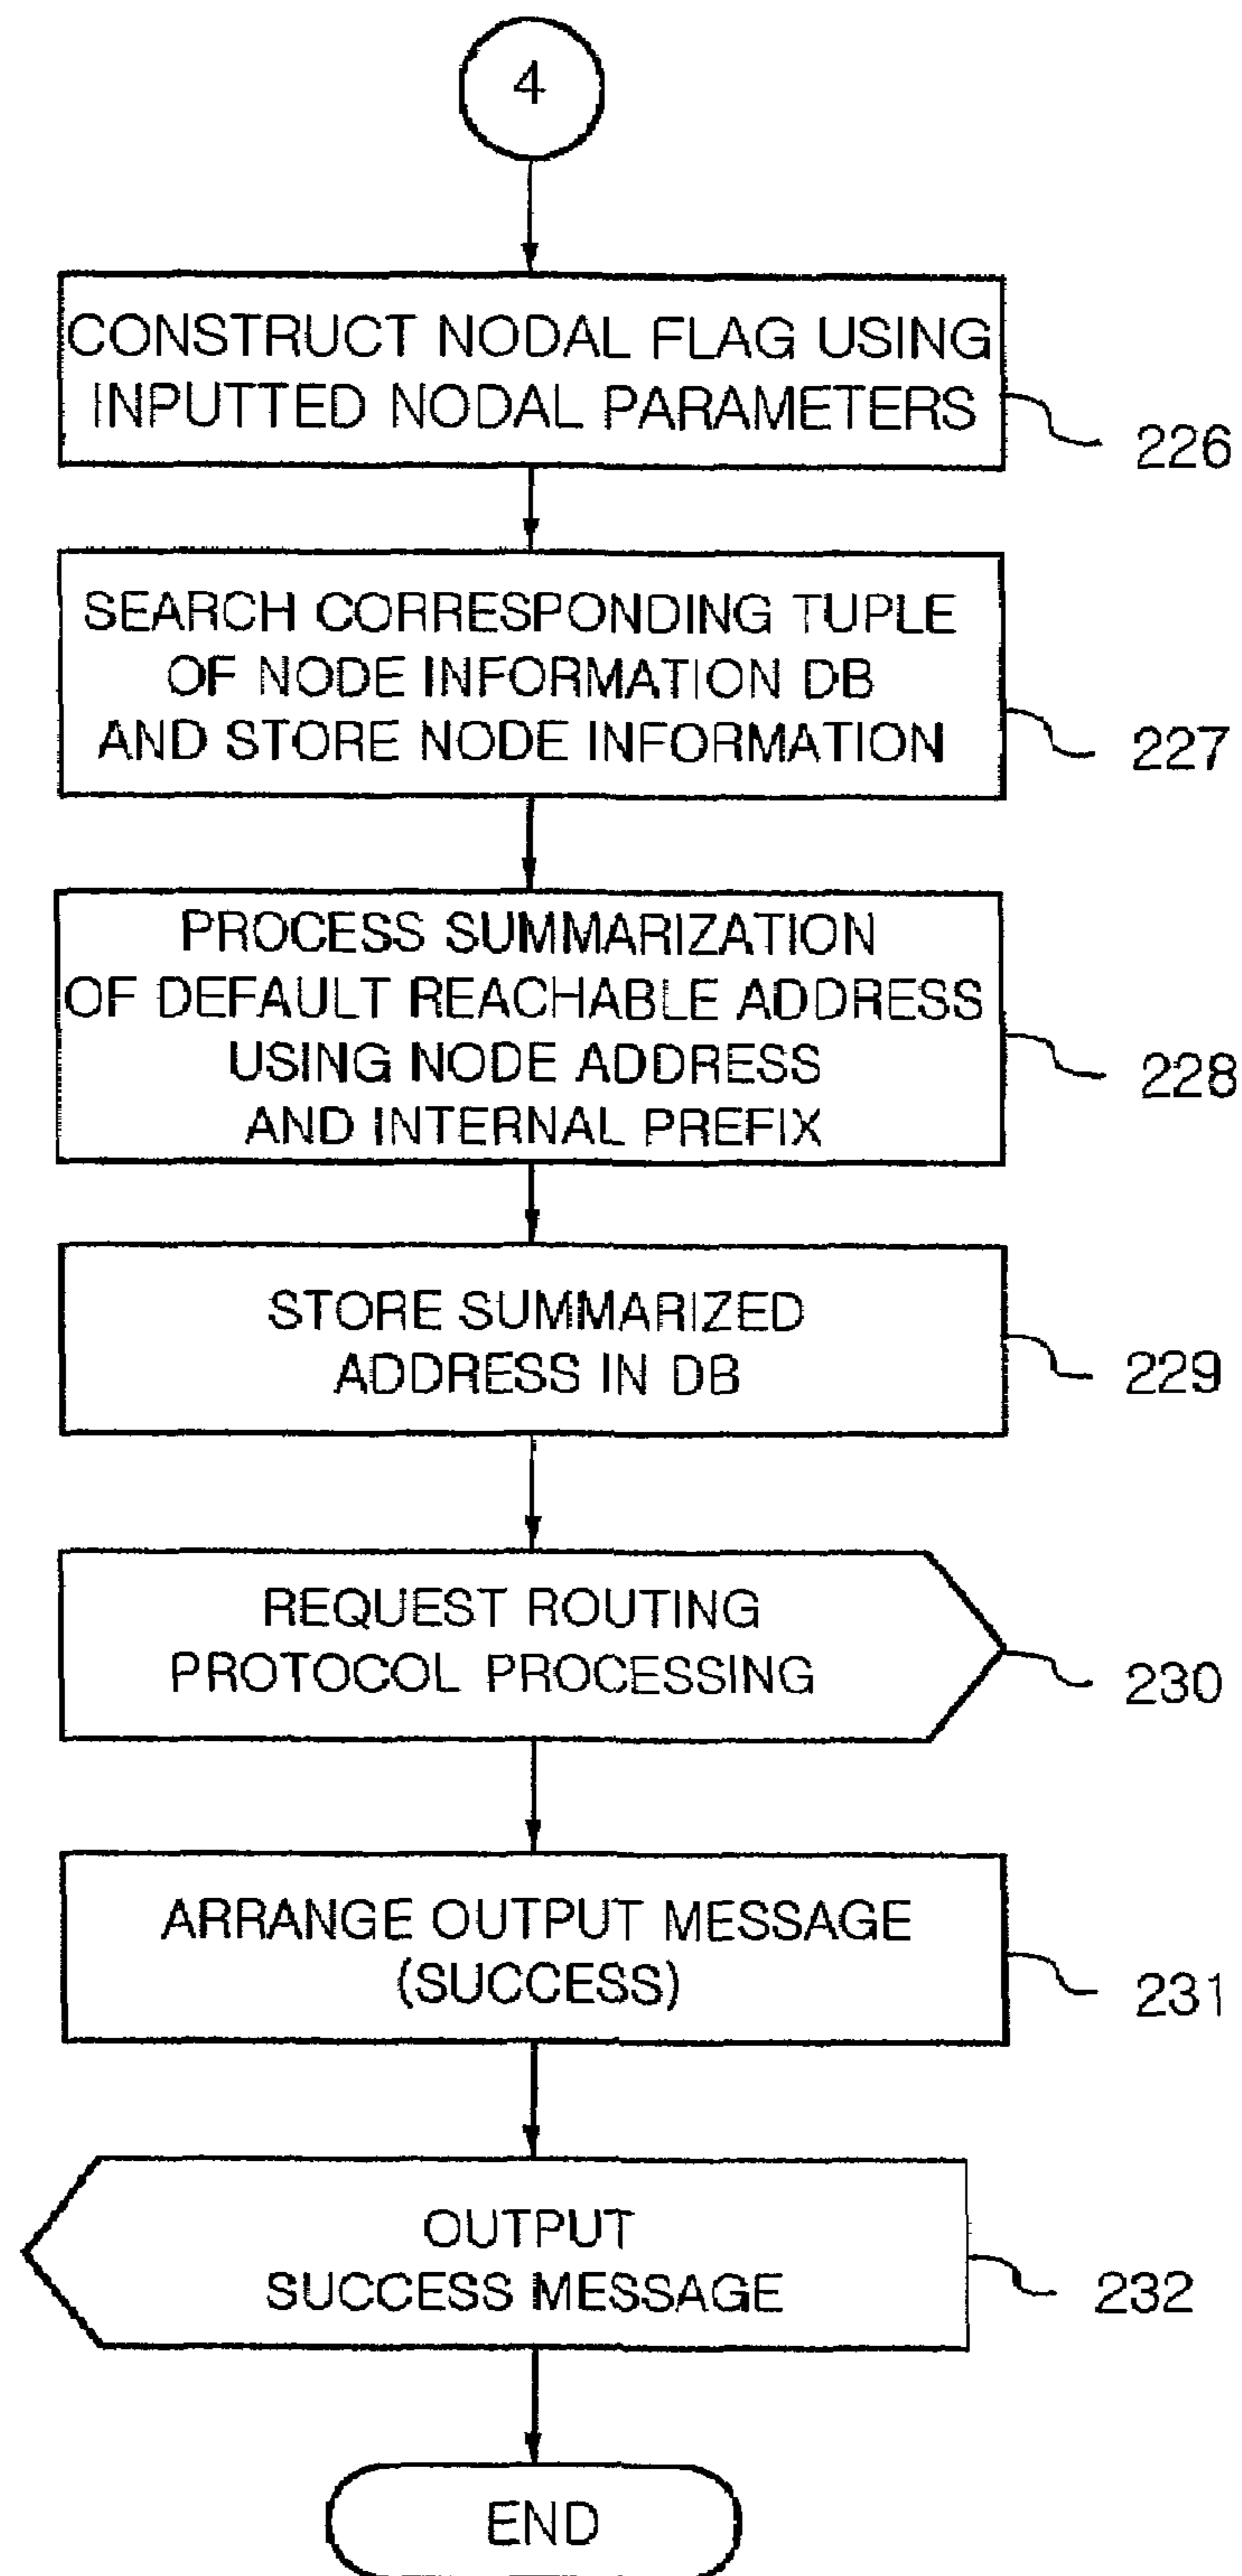 4
CONSTRUCT NODAL FLAG USING
INPUTTED NODAL PARAMETERS
226
SEARCH CORRESPONDING TUPLE
OF NODE INFORMATION DB
AND STORE NODE INFORMATION
227
PROCESS SUMMARIZATION
OF DEFAULT REACHABLE ADDRESS
USING NODE ADDRESS
AND INTERNAL PREFIX
228
STORE SUMMARIZED
ADDRESS IN DB
229
REQUEST ROUTING
PROTOCOL PROCESSING
230
ARRANGE OUTPUT MESSAGE
(SUCCESS)
231
OUTPUT
SUCCESS MESSAGE
232
END